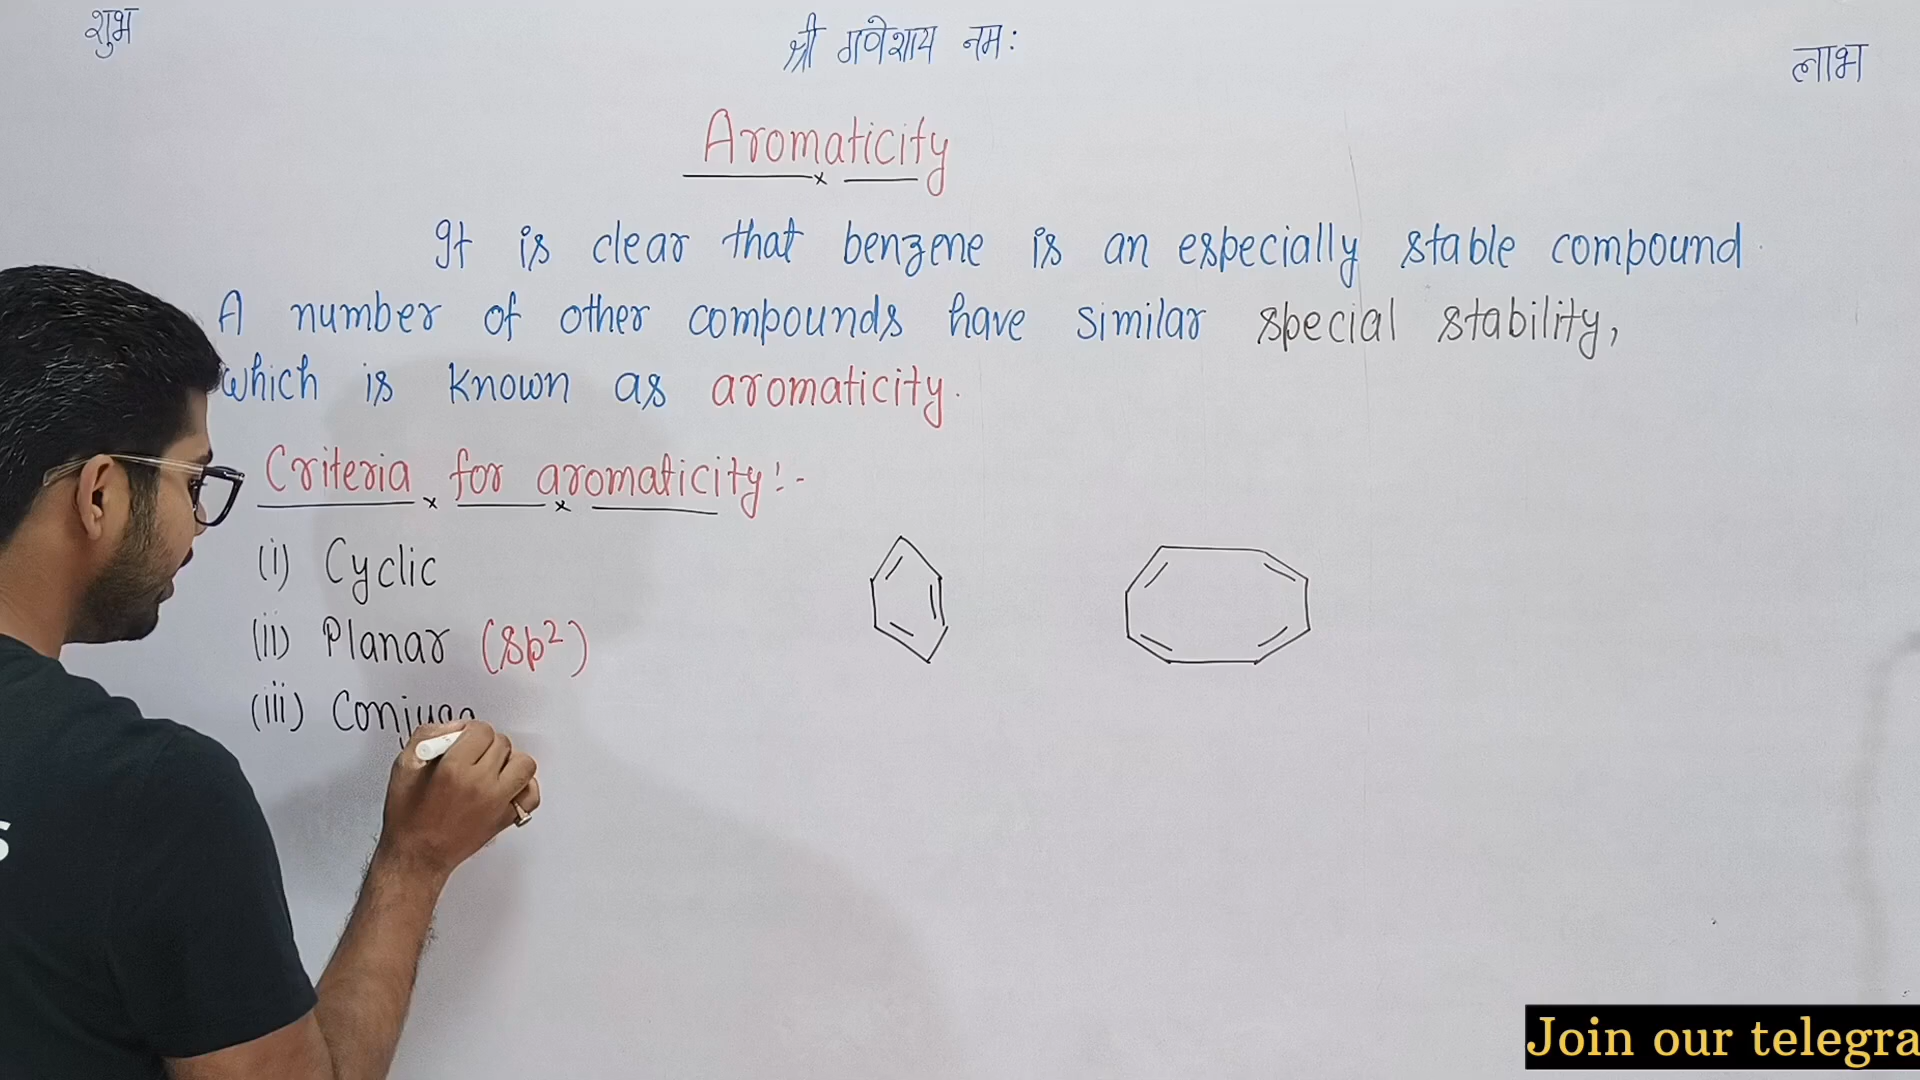 शुभ
श्री गणेशाय नमः
लाभ
Aromaticity
It is clear that benzene is an especially stable compound.
A number of other compounds have similar special stability,
which is known as aromaticity.
Criteria for aromaticity:-
(i) Cyclic
(ii) Planar (sp²)
(iii) Conjug
S
Join our telegra